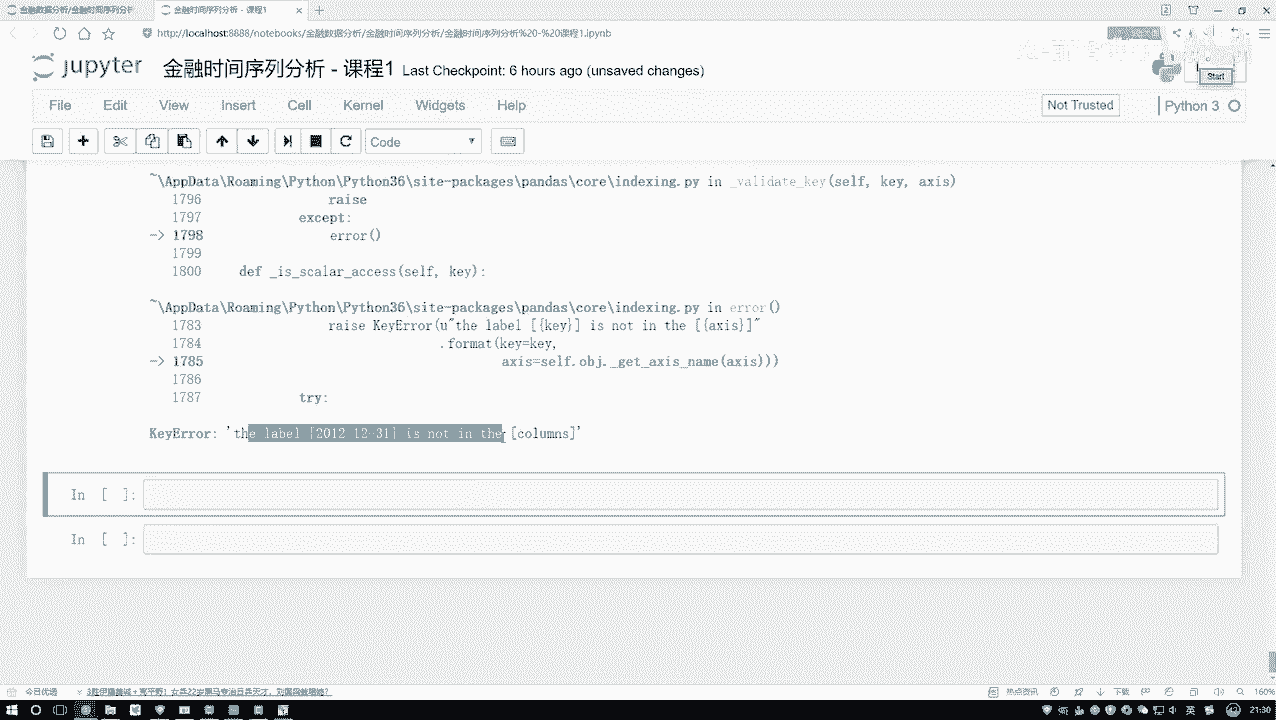 金融数据分析/金融时间序列分析
金融时间序列分析 - 课程1
http://localhost:8888/notebooks/金融数据分析/金融时间序列分析/金融时间序列分析%20-%20课程1.ipynb
jupyter 金融时间序列分析 - 课程1 Last Checkpoint: 6 hours ago (unsaved changes)
Start
File Edit View Insert Cell Kernel Widgets Help
Not Trusted
Python 3
Code
~\AppData\Roaming\Python\Python36\site-packages\pandas\core\indexing.py in _validate_key(self, key, axis)
1796 raise
1797 except:
-> 1798 error()
1799
1800 def _is_scalar_access(self, key):
~\AppData\Roaming\Python\Python36\site-packages\pandas\core\indexing.py in error()
1783 raise KeyError(u"the label [{key}] is not in the [{axis}]"
1784 .format(key=key,
-> 1785 axis=self.obj._get_axis_name(axis)))
1786
1787 try:
KeyError: 'the label [2012-12-31] is not in the [columns]'
In [ ]:
In [ ]:
今日优选
热点资讯
下载
160%
英
21:30